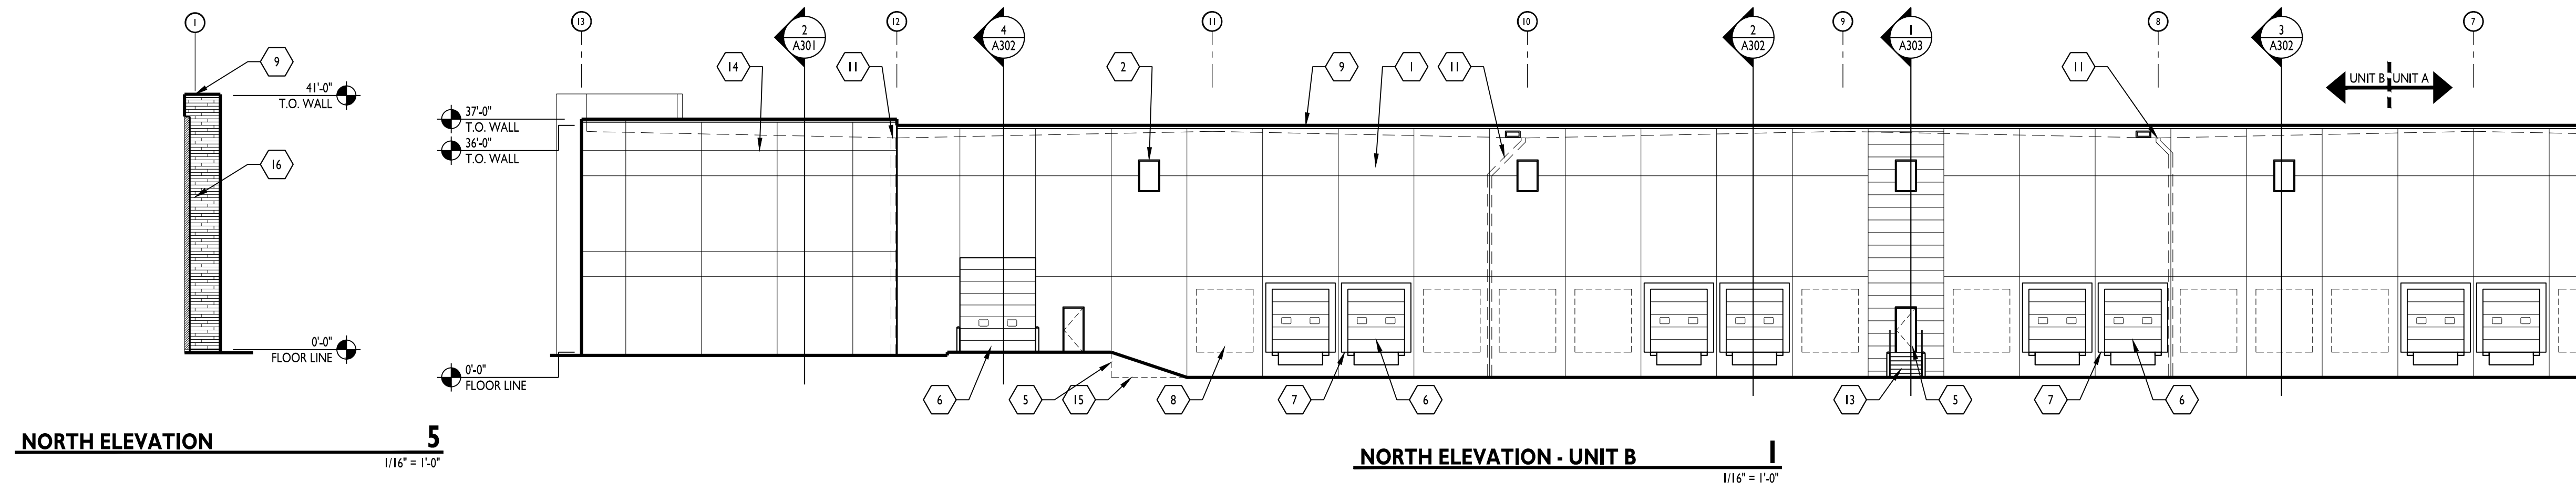 1
9
41'-0"
T.O. WALL
16
0'-0"
FLOOR LINE
NORTH ELEVATION
5
1/16" = 1'-0"
13
2
A301
12
4
A302
11
10
2
A302
9
1
A303
8
3
A302
7
14
11
2
9
1
11
11
UNIT B
UNIT A
37'-0"
T.O. WALL
36'-0"
T.O. WALL
0'-0"
FLOOR LINE
6
5
15
8
7
6
13
5
7
6
NORTH ELEVATION - UNIT B
1
1/16" = 1'-0"